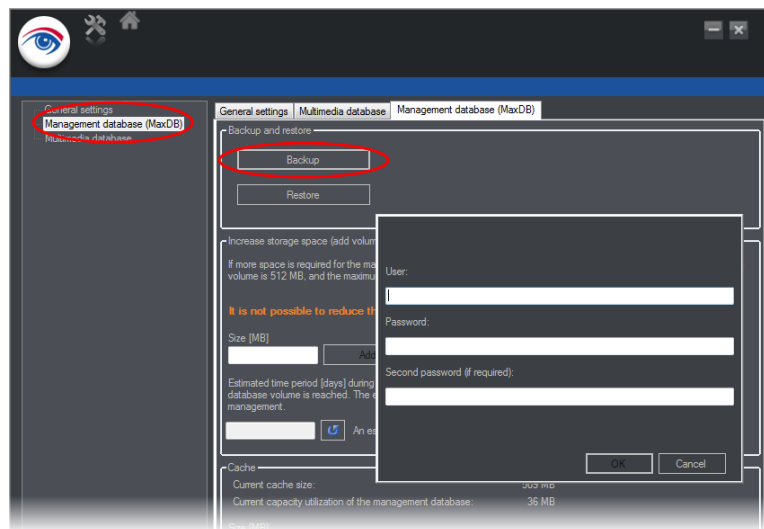 General settings
Management database (MaxDB)
Multimedia database
General settings Multimedia database Management database (MaxDB)
Backup and restore
Backup
Restore
Increase storage space (add volum
If more space is required for the ma
volume is 512 MB, and the maximu
It is not possible to reduce th
Size [MB]
Add
Estimated time period [days] during
database volume is reached. The e
management.
An es
User:
Password:
Second password (if required):
OK Cancel
Cache
Current cache size: 509 MB
Current capacity utilization of the management database: 36 MB
Size [MB]